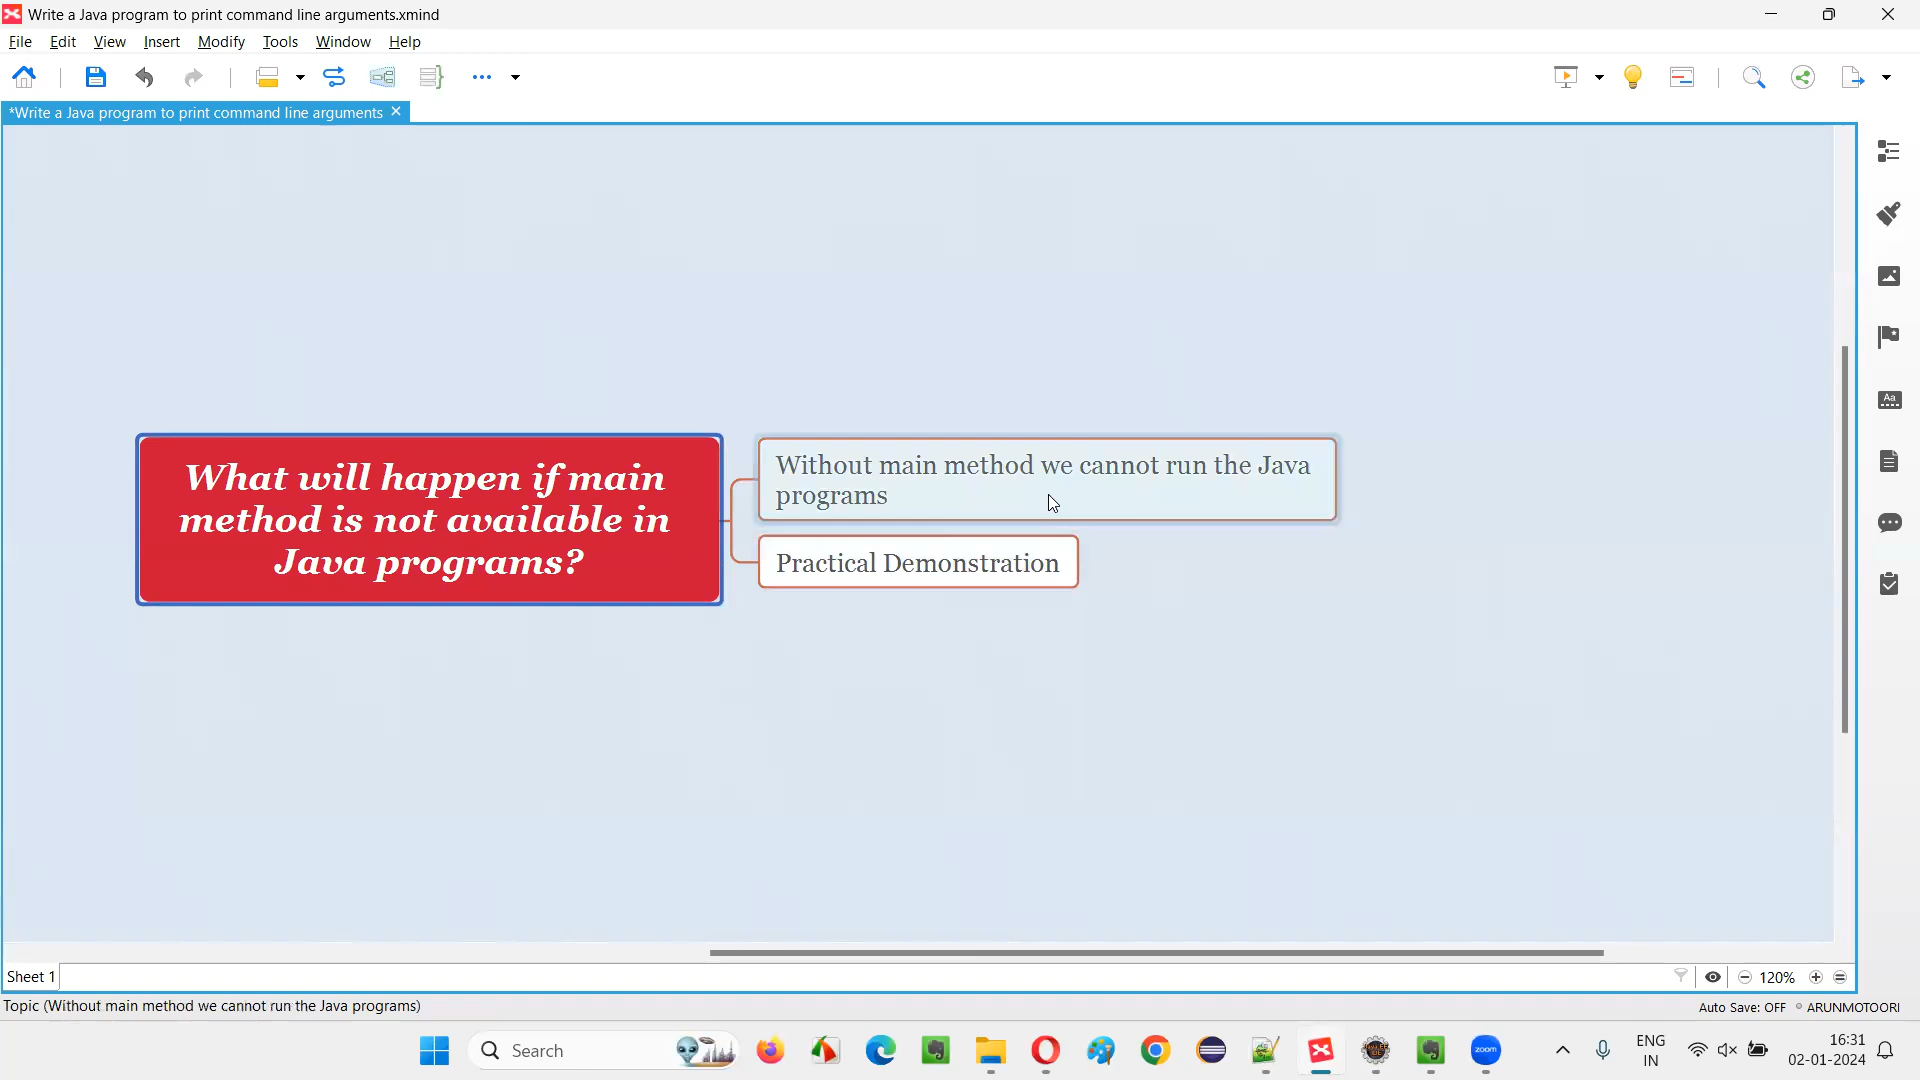 Write a Java program to print command line arguments.xmind
File Edit View Insert Modify Tools Window Help
*Write a Java program to print command line arguments
What will happen if main
method is not available in
Java programs?
Without main method we cannot run the Java
programs
Practical Demonstration
Aa
Sheet 1
120%
Topic (Without main method we cannot run the Java programs)
Auto Save: OFF ARUNMOTOORI
Search
zoom
ENG
IN
16:31
02-01-2024